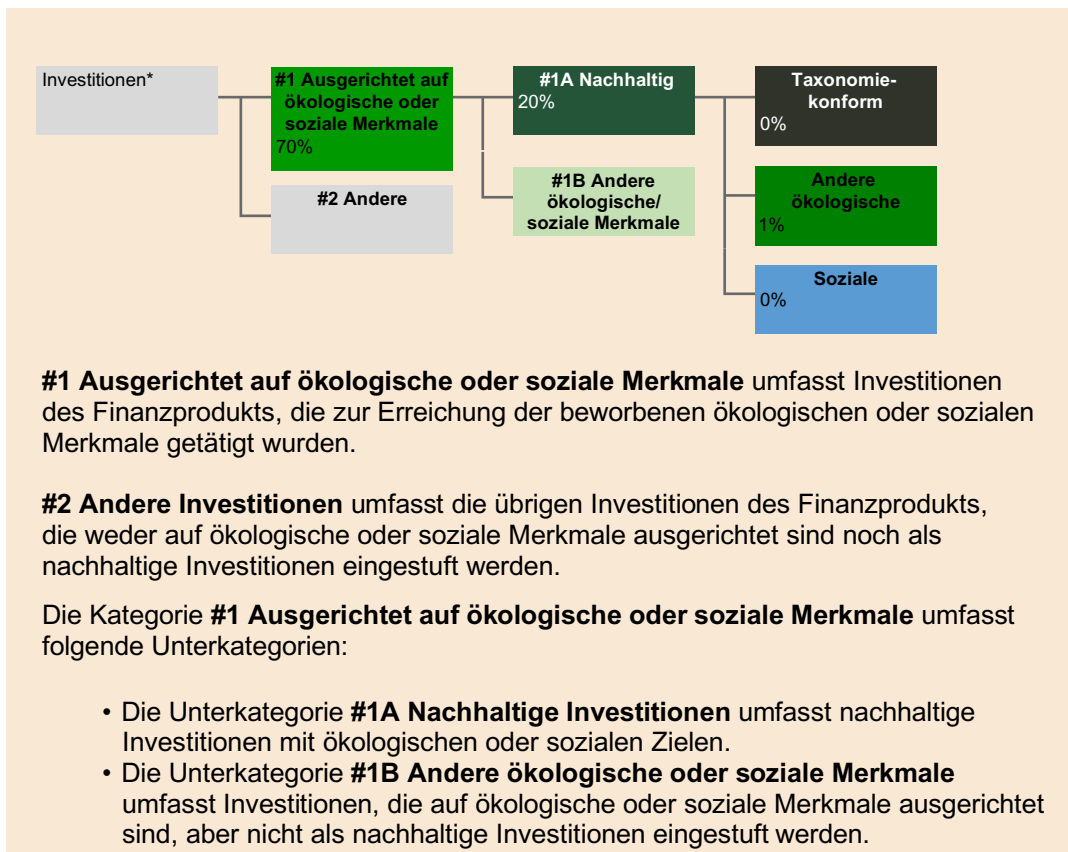 Investitionen*
#1 Ausgerichtet auf
ökologische oder
soziale Merkmale
70%
#2 Andere
#1A Nachhaltig
20%
#1B Andere
ökologische/
soziale Merkmale
Taxonomie-
konform
0%
Andere
ökologische
1%
Soziale
0%
#1 Ausgerichtet auf ökologische oder soziale Merkmale umfasst Investitionen
des Finanzprodukts, die zur Erreichung der beworbenen ökologischen oder sozialen
Merkmale getätigt wurden.
#2 Andere Investitionen umfasst die übrigen Investitionen des Finanzprodukts,
die weder auf ökologische oder soziale Merkmale ausgerichtet sind noch als
nachhaltige Investitionen eingestuft werden.
Die Kategorie #1 Ausgerichtet auf ökologische oder soziale Merkmale umfasst
folgende Unterkategorien:
• Die Unterkategorie #1A Nachhaltige Investitionen umfasst nachhaltige
Investitionen mit ökologischen oder sozialen Zielen.
• Die Unterkategorie #1B Andere ökologische oder soziale Merkmale
umfasst Investitionen, die auf ökologische oder soziale Merkmale ausgerichtet
sind, aber nicht als nachhaltige Investitionen eingestuft werden.